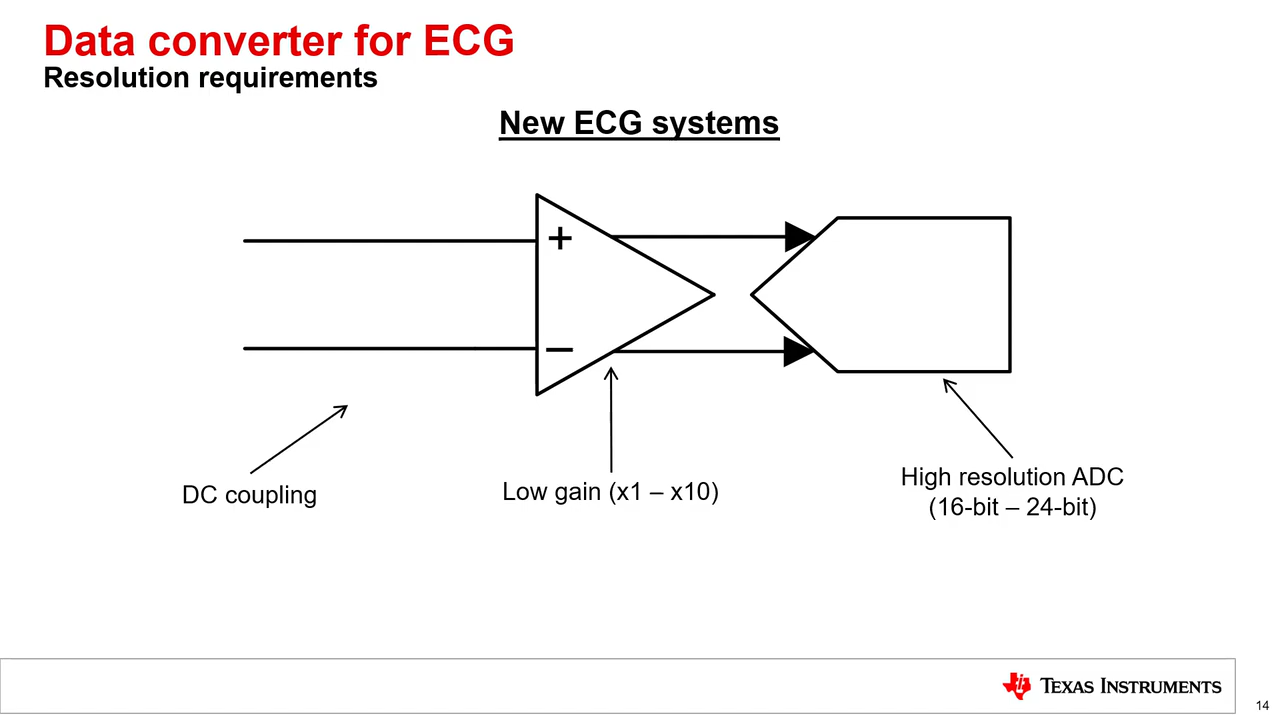 Data converter for ECG
Resolution requirements
New ECG systems
+
–
DC coupling
Low gain (x1 – x10)
High resolution ADC
(16-bit – 24-bit)
TEXAS INSTRUMENTS
14